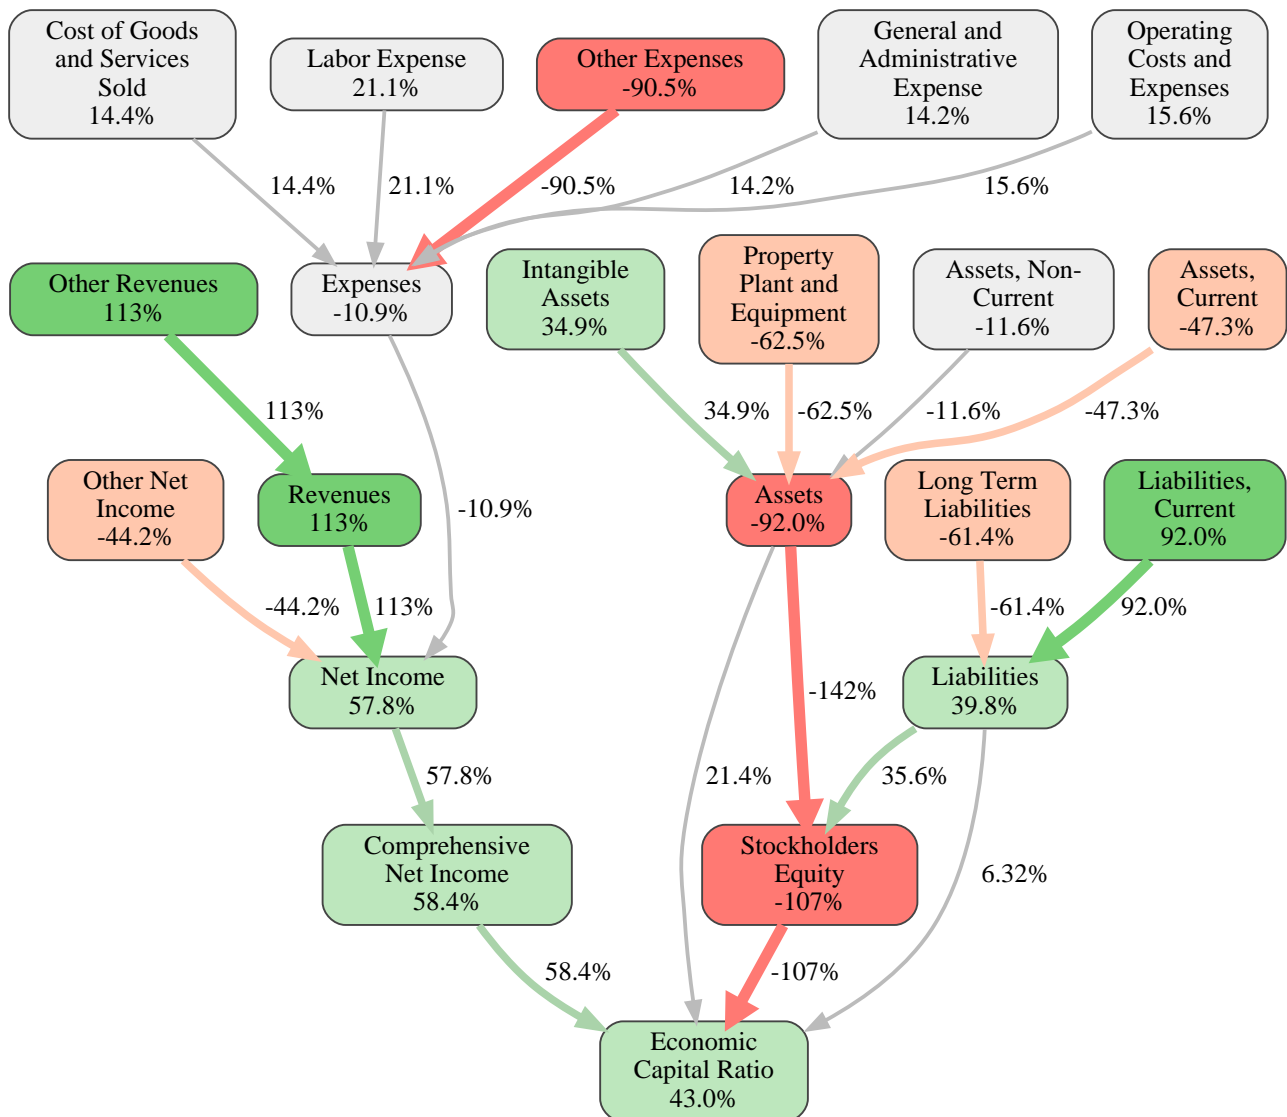 Cost of Goods
and Services
Sold
14.4%
Labor Expense
21.1%
Other Expenses
-90.5%
General and
Administrative
Expense
14.2%
Operating
Costs and
Expenses
15.6%
14.4%
21.1%
-90.5%
14.2%
15.6%
Other Revenues
113%
Expenses
-10.9%
Intangible
Assets
34.9%
Property
Plant and
Equipment
-62.5%
Assets, Non-
Current
-11.6%
Assets,
Current
-47.3%
113%
34.9%
-62.5%
-11.6%
-47.3%
Other Net
Income
-44.2%
Revenues
113%
-10.9%
Assets
-92.0%
Long Term
Liabilities
-61.4%
Liabilities,
Current
92.0%
-44.2%
113%
-61.4%
92.0%
Net Income
57.8%
-142%
Liabilities
39.8%
57.8%
21.4%
35.6%
Comprehensive
Net Income
58.4%
Stockholders
Equity
-107%
6.32%
58.4%
-107%
Economic
Capital Ratio
43.0%